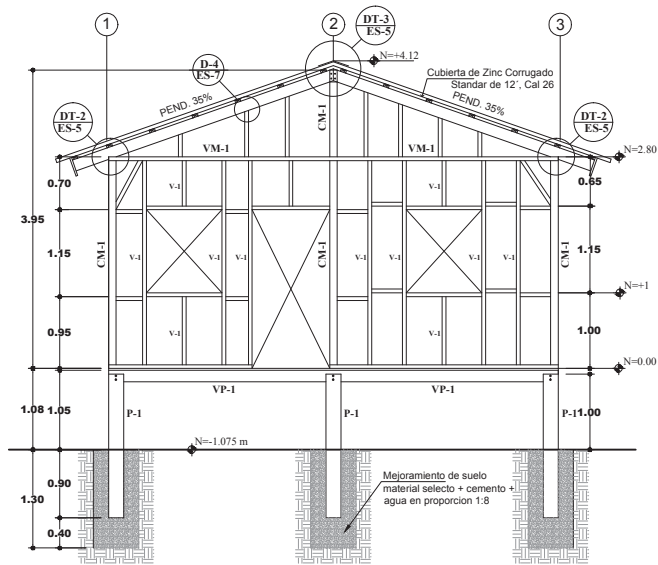 1
2
3
DT-3
ES-5
N=+4.12
D-4
ES-7
Cubierta de Zinc Corrugado
Standar de 12´, Cal 26
PEND. 35%
PEND. 35%
DT-2
ES-5
DT-2
ES-5
CM-1
VM-1
VM-1
N=2.80
0.70
0.65
V-1
V-1
3.95
CM-1
V-1
V-1
V-1
CM-1
V-1
V-1
V-1
CM-1
1.15
1.15
N=+1
0.95
V-1
V-1
1.00
N=0.00
VP-1
VP-1
1.08
1.05
P-1
P-1
P-1
1.00
N=-1.075 m
0.90
1.30
0.40
Mejoramiento de suelo
material selecto + cemento +
agua en proporcion 1:8